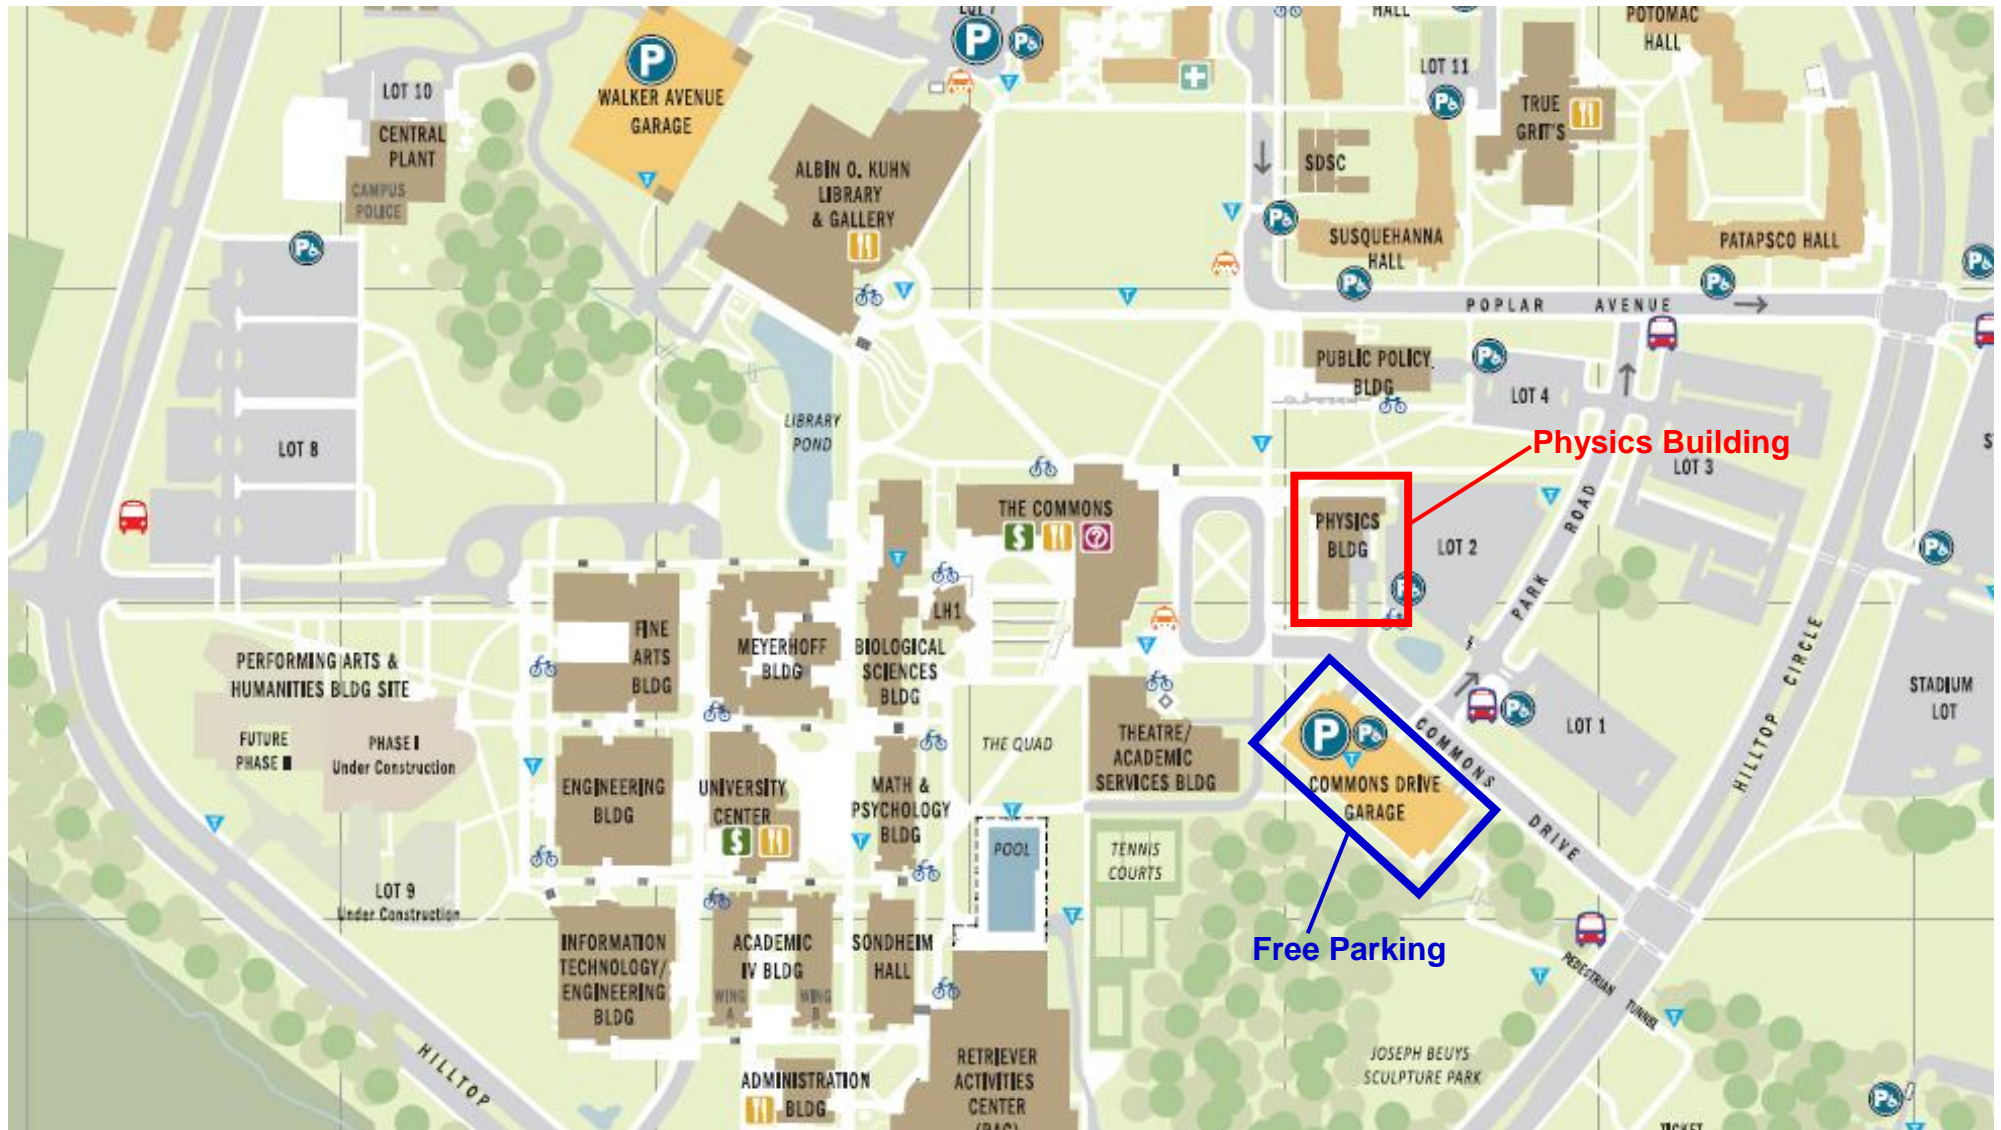 LOT 7
HALL
POTOMAC
HALL
LOT 10
P
WALKER AVENUE
GARAGE
P
P
LOT 11
P
TRUE
GRIT'S
CENTRAL
PLANT
CAMPUS
POLICE
ALBIN O. KUHN
LIBRARY
& GALLERY
SDSC
P
P
SUSQUEHANNA
HALL
P
PATAPSCO HALL
P
P
POPLAR AVENUE
PUBLIC POLICY
BLDG
P
LOT 4
LIBRARY
POND
LOT 8
Physics Building
LOT 3
THE COMMONS
$
?
PHYSICS
BLDG
LOT 2
P
PARK ROAD
P
LH1
FINE
ARTS
BLDG
MEYERHOFF
BLDG
BIOLOGICAL
SCIENCES
BLDG
PERFORMING ARTS &
HUMANITIES BLDG SITE
HILLTOP CIRCLE
STADIUM
LOT
FUTURE
PHASE II
PHASE I
Under Construction
THE QUAD
THEATRE/
ACADEMIC
SERVICES BLDG
P
P
COMMONS DRIVE
GARAGE
COMMONS DRIVE
P
LOT 1
ENGINEERING
BLDG
UNIVERSITY
CENTER
$
MATH &
PSYCHOLOGY
BLDG
POOL
TENNIS
COURTS
LOT 9
Under Construction
Free Parking
INFORMATION
TECHNOLOGY/
ENGINEERING
BLDG
ACADEMIC
IV BLDG
WING
A
WING
B
SONDHEIM
HALL
PEDESTRIAN TUNNEL
HILLTOP
ADMINISTRATION
BLDG
RETRIEVER
ACTIVITIES
CENTER
(RAC)
JOSEPH BEUYS
SCULPTURE PARK
P
TICKET